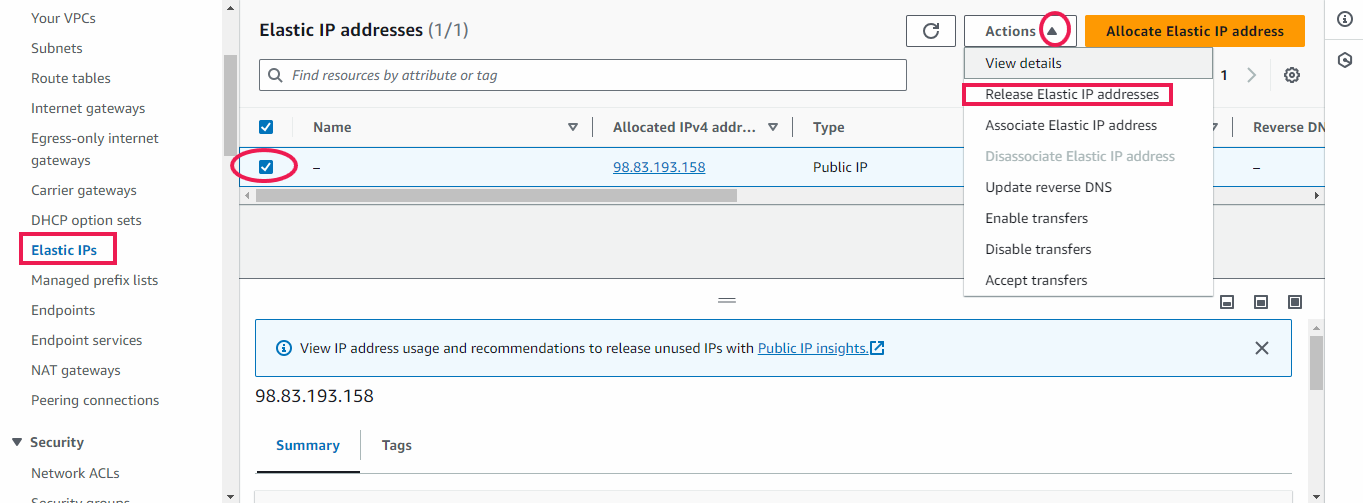 Your VPCs
Subnets
Route tables
Internet gateways
Egress-only internet
gateways
Carrier gateways
DHCP option sets
Elastic IPs
Managed prefix lists
Endpoints
Endpoint services
NAT gateways
Peering connections
Security
Network ACLs
Security groups
Elastic IP addresses (1/1)
Actions
Allocate Elastic IP address
Find resources by attribute or tag
1
View details
Release Elastic IP addresses
Associate Elastic IP address
Disassociate Elastic IP address
Update reverse DNS
Enable transfers
Disable transfers
Accept transfers
Name Allocated IPv4 addr... Type Reverse DN
– 98.83.193.158 Public IP –
View IP address usage and recommendations to release unused IPs with Public IP insights.
98.83.193.158
Summary Tags